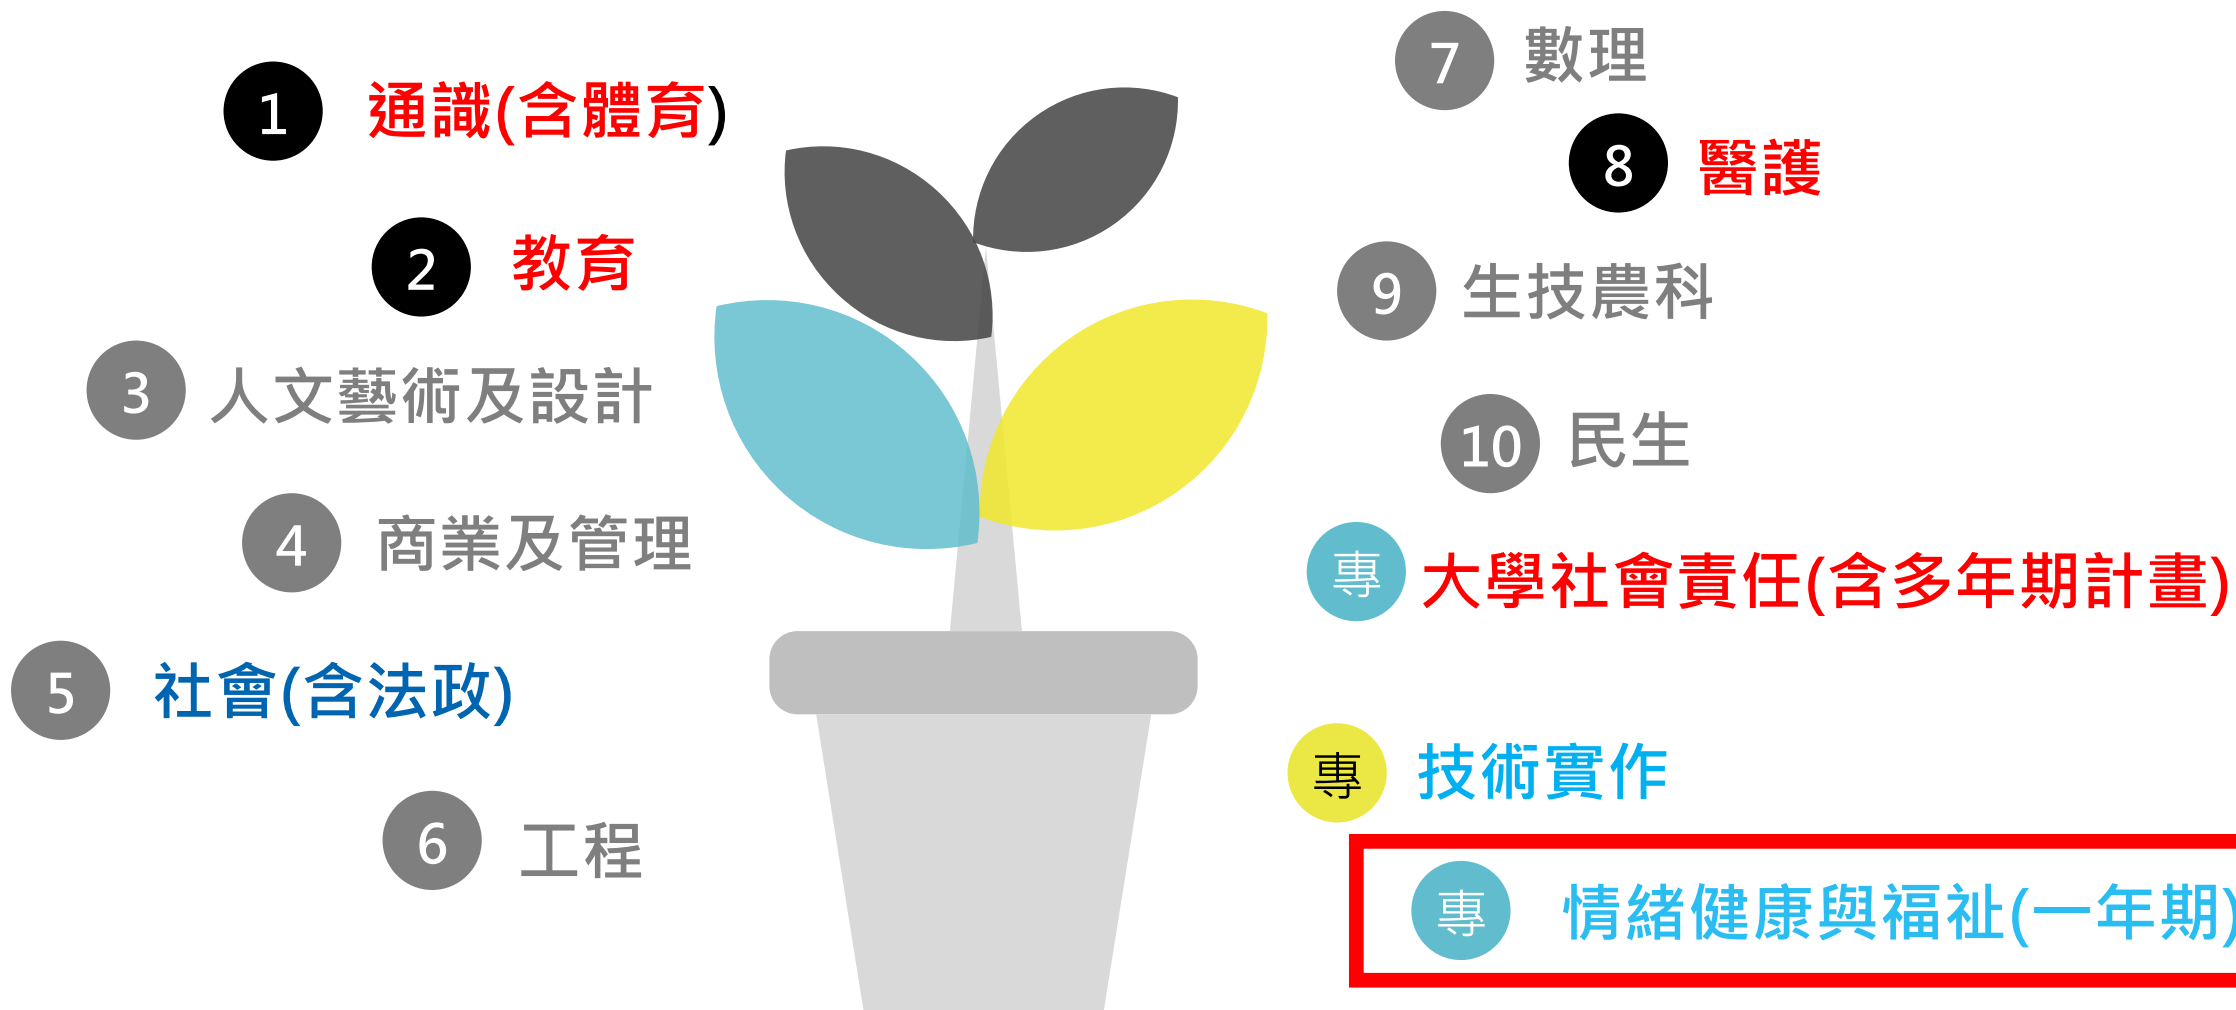 1 通識(含體育)
2 教育
3 人文藝術及設計
4 商業及管理
5 社會(含法政)
6 工程
7 數理
8 醫護
9 生技農科
10 民生
專 大學社會責任(含多年期計畫)
專 技術實作
專 情緒健康與福祉(一年期)